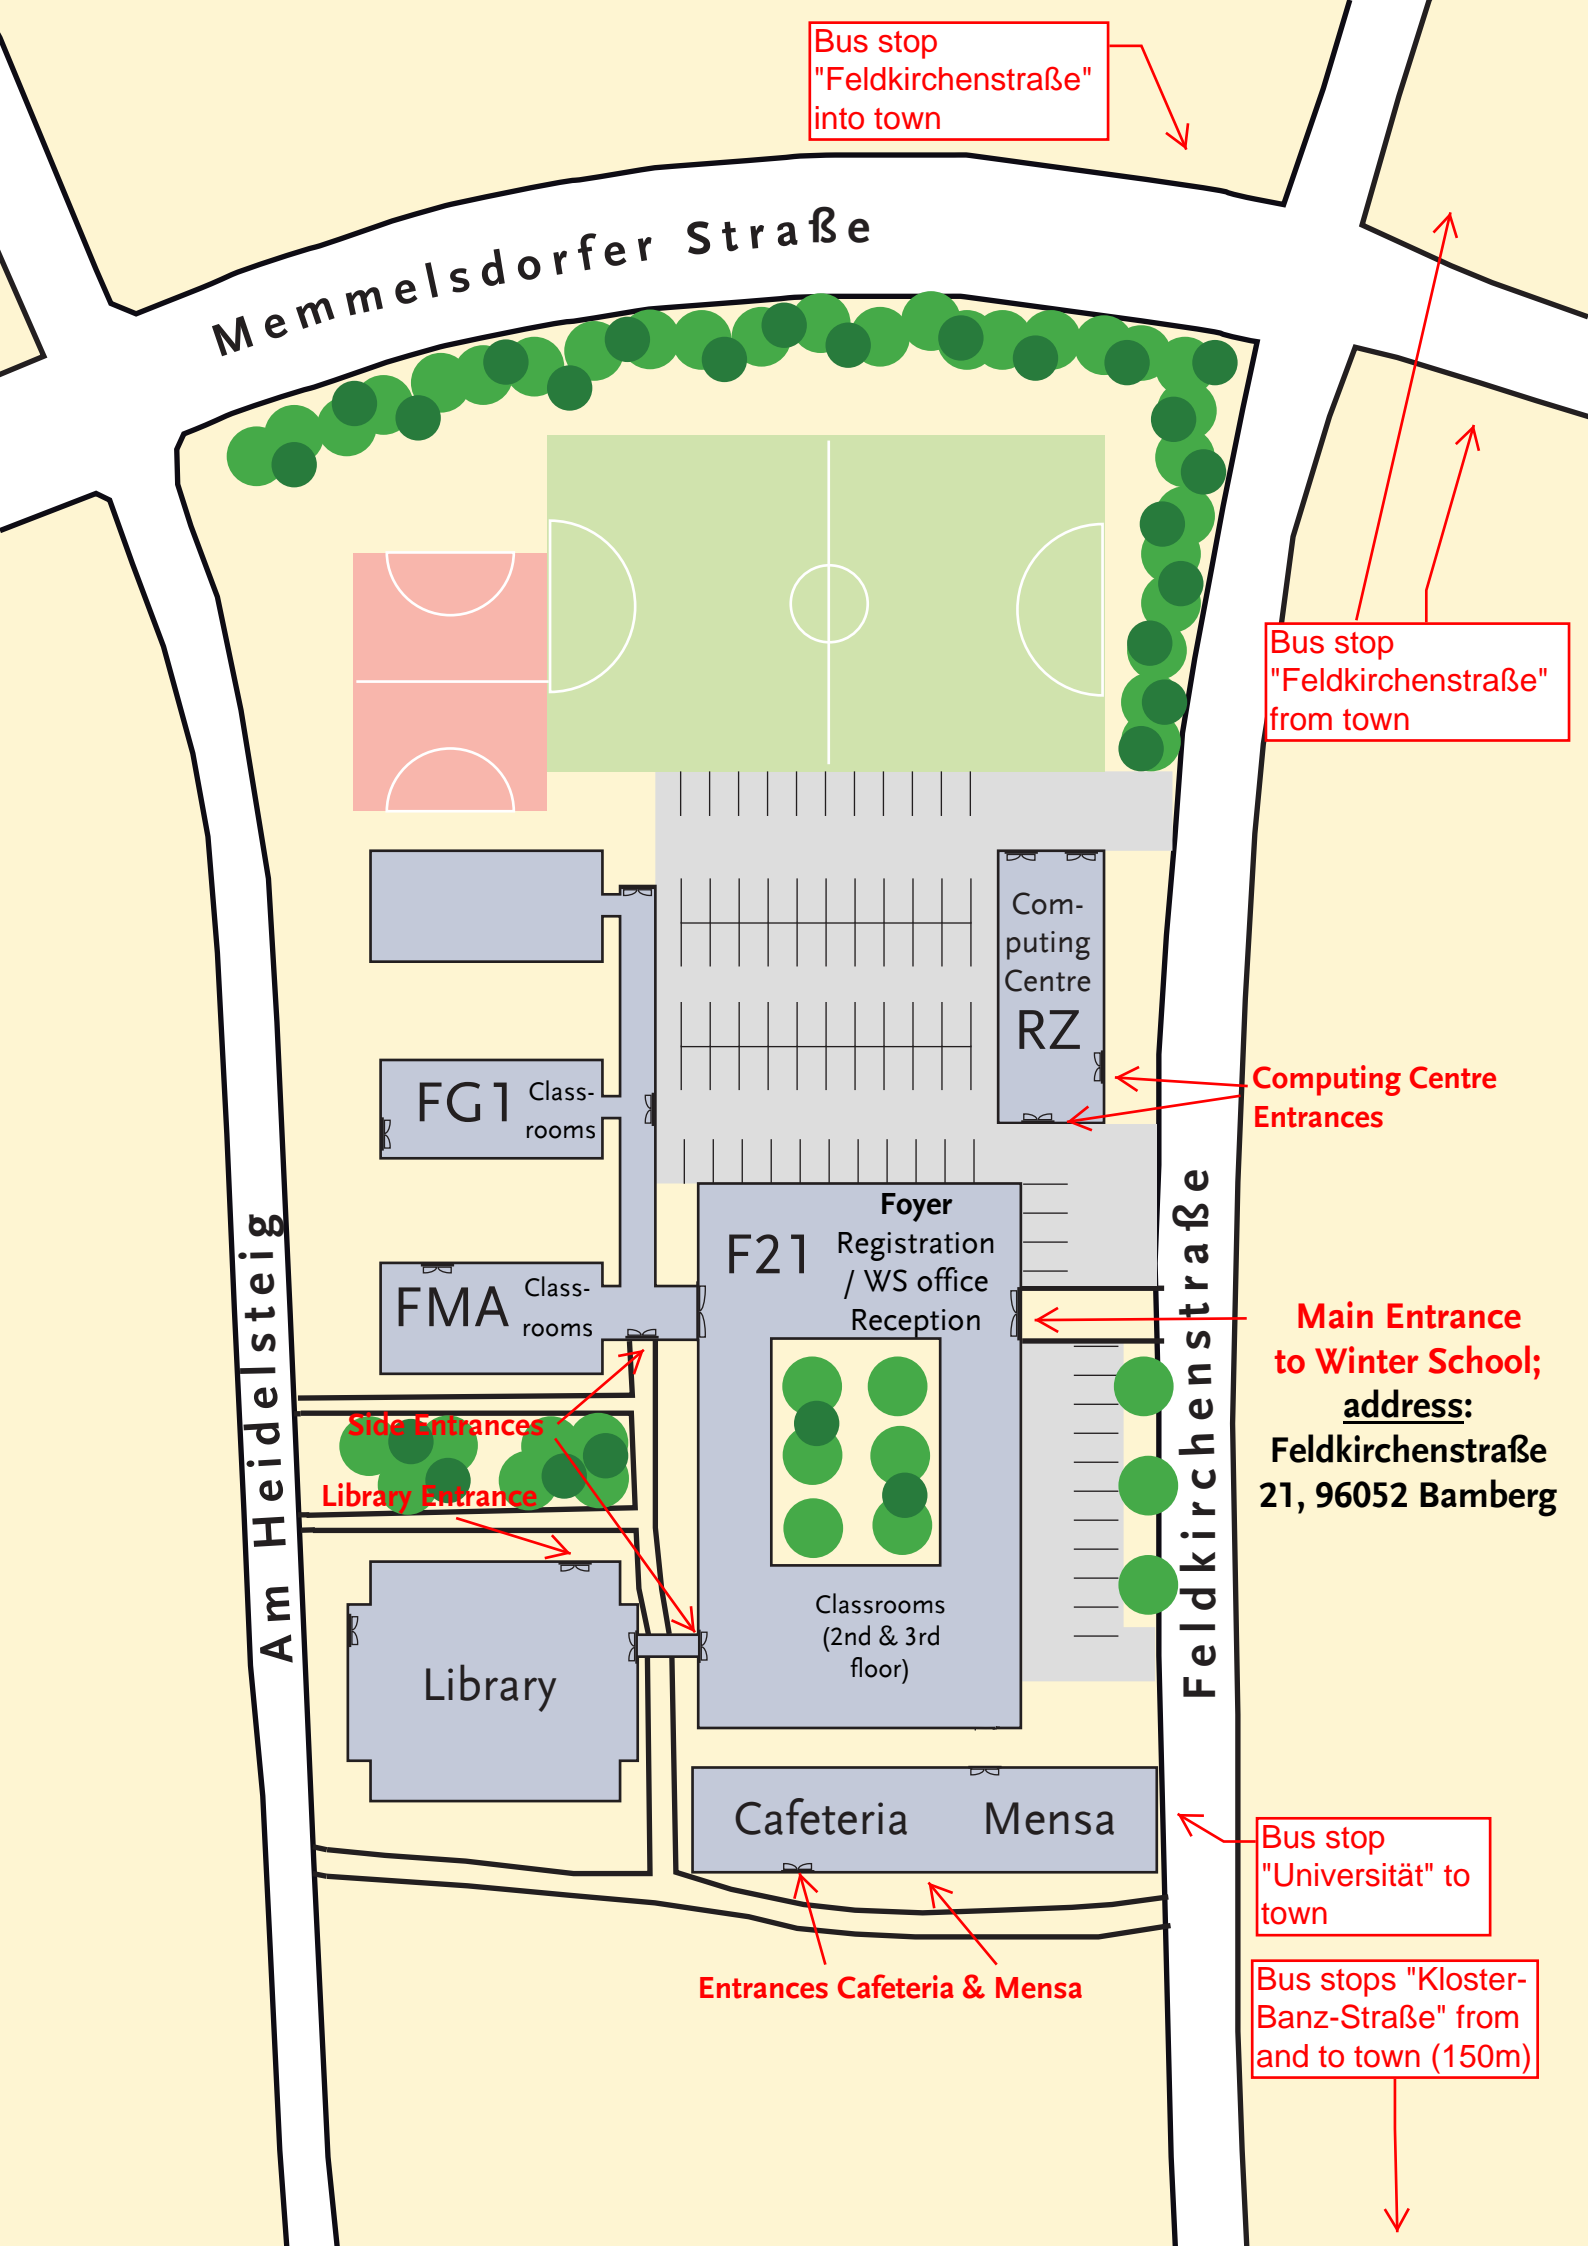 Bus stop
"Feldkirchenstraße"
into town
Memmelsdorfer Straße
Bus stop
"Feldkirchenstraße"
from town
Com-
puting
Centre
RZ
Computing Centre
Entrances
FG1
Class-
rooms
Foyer
Registration
/ WS office
Reception
F21
FMA
Class-
rooms
Main Entrance
to Winter School;
address:
Feldkirchenstraße
21, 96052 Bamberg
Am Heidelsteig
Feldkirchenstraße
Side Entrances
Library Entrance
Classrooms
(2nd & 3rd
floor)
Library
Cafeteria
Mensa
Bus stop
"Universität" to
town
Entrances Cafeteria & Mensa
Bus stops "Kloster-
Banz-Straße" from
and to town (150m)